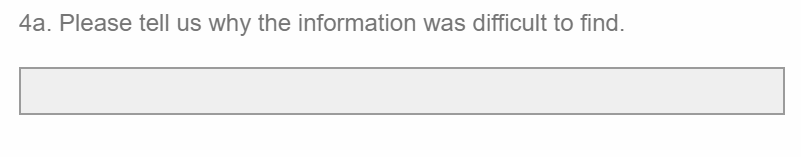 4a. Please tell us why the information was difficult to find.